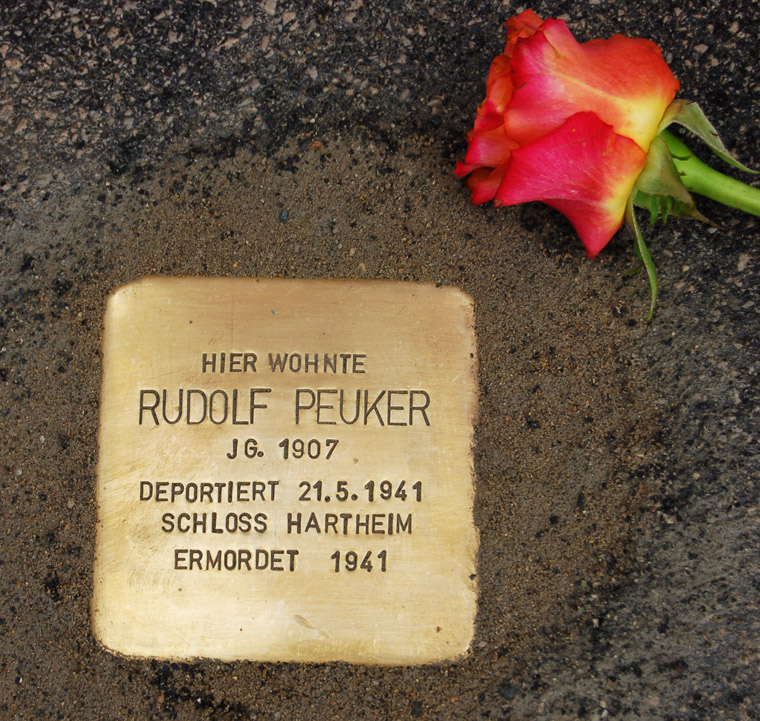 HIER WOHNTE
RUDOLF PEUKER
JG. 1907
DEPORTIERT 21.5.1941
SCHLOSS HARTHEIM
ERMORDET 1941